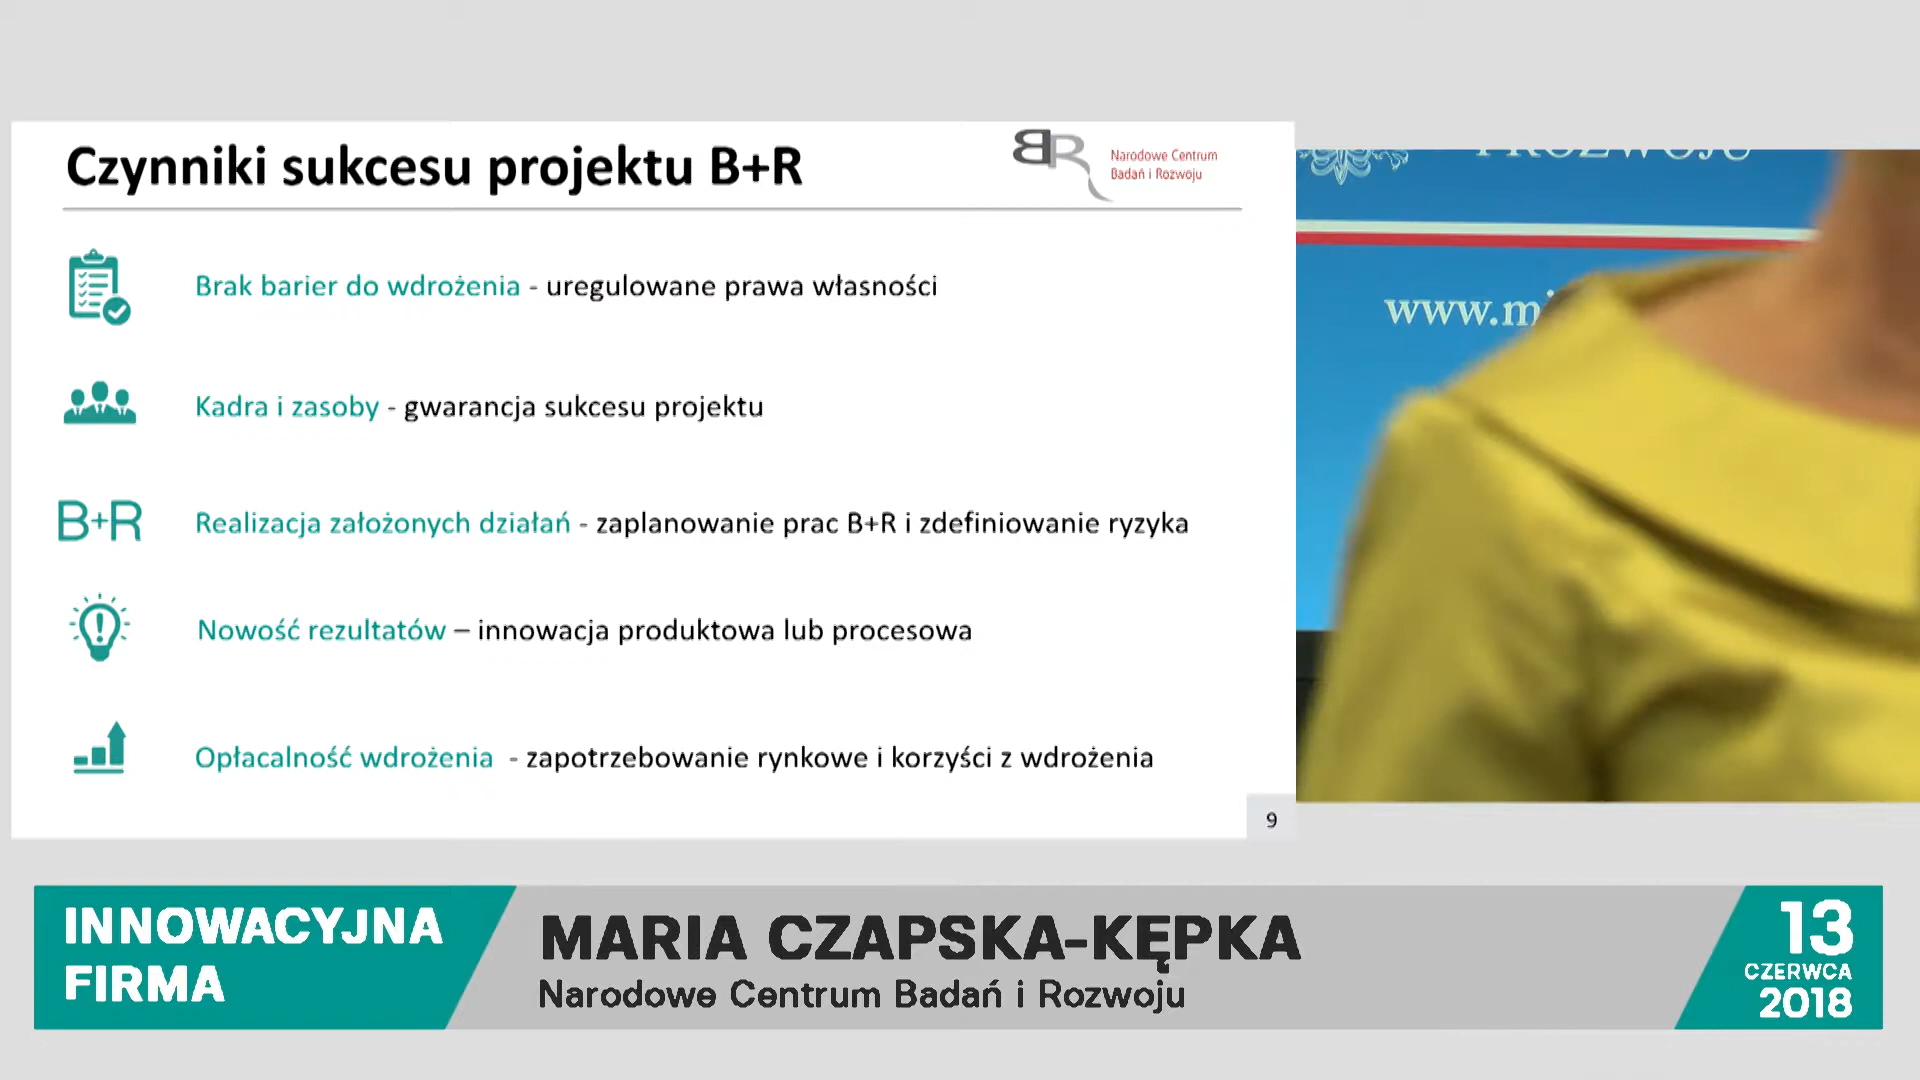 Czynniki sukcesu projektu B+R
BR
Narodowe Centrum
Badań i Rozwoju
Brak barier do wdrożenia - uregulowane prawa własności
Kadra i zasoby - gwarancja sukcesu projektu
B+R
Realizacja założonych działań - zaplanowanie prac B+R i zdefiniowanie ryzyka
Nowość rezultatów – innowacja produktowa lub procesowa
Opłacalność wdrożenia - zapotrzebowanie rynkowe i korzyści z wdrożenia
9
www.mi
INNOWACYJNA
FIRMA
MARIA CZAPSKA-KĘPKA
Narodowe Centrum Badań i Rozwoju
13
CZERWCA
2018